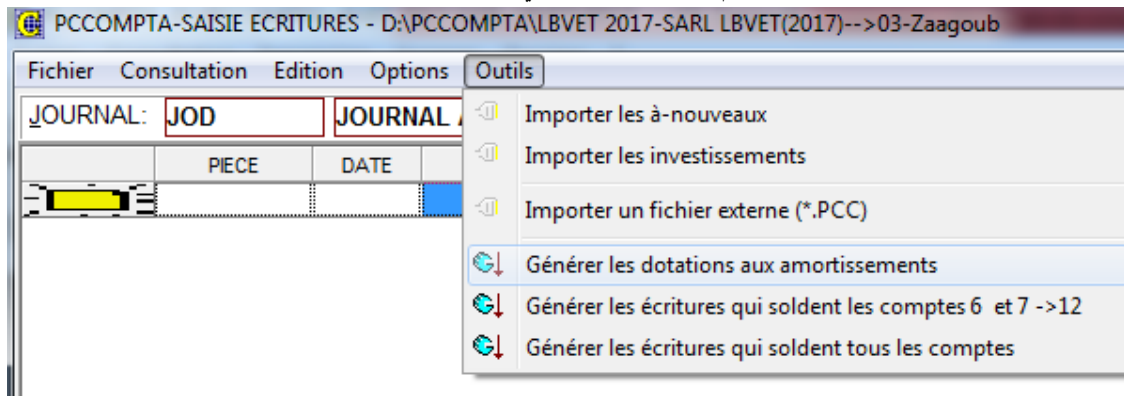 PCCOMPTA-SAISIE ECRITURES - D:\PCCOMPTA\LBVET 2017-SARL LBVET(2017)-->03-Zaagoub
Fichier Consultation Edition Options Outils
JOURNAL: JOD JOURNAL
PIECE DATE
Importer les à-nouveaux
Importer les investissements
Importer un fichier externe (*.PCC)
Générer les dotations aux amortissements
Générer les écritures qui soldent les comptes 6 et 7 ->12
Générer les écritures qui soldent tous les comptes